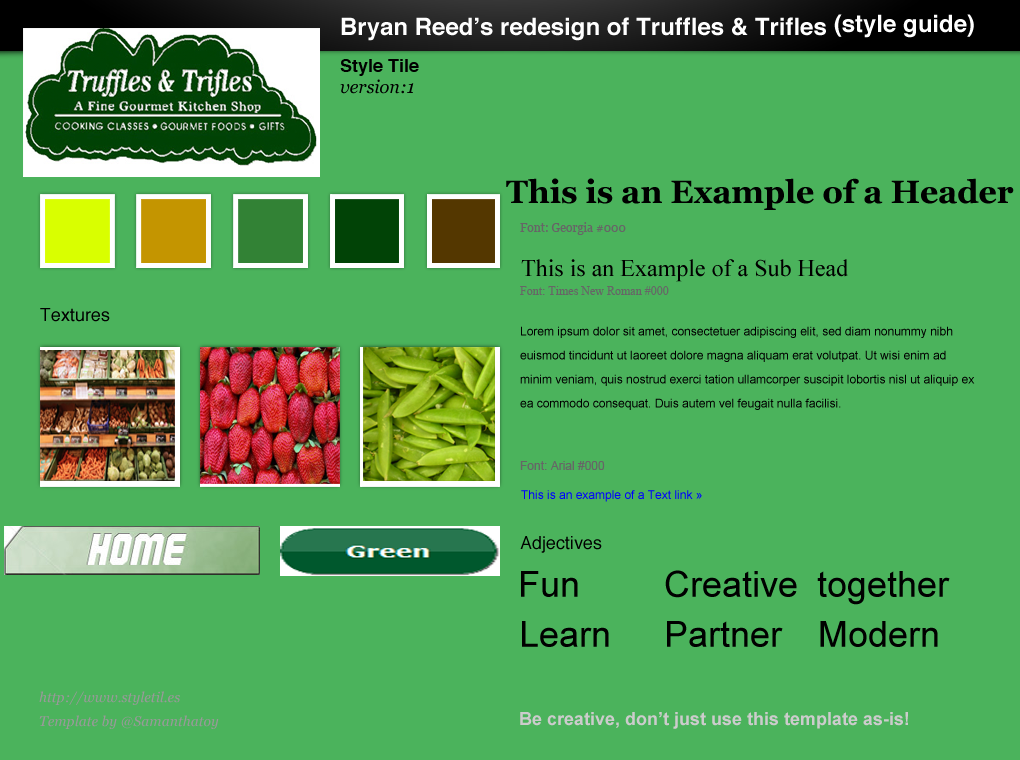 Bryan Reed's redesign of Truffles & Trifles (style guide)
Truffles & Trifles
A Fine Gourmet Kitchen Shop
COOKING CLASSES • GOURMET FOODS • GIFTS
Style Tile
version:1
This is an Example of a Header
Font: Georgia #000
This is an Example of a Sub Head
Font: Times New Roman #000
Textures
Lorem ipsum dolor sit amet, consectetuer adipiscing elit, sed diam nonummy nibh
euismod tincidunt ut laoreet dolore magna aliquam erat volutpat. Ut wisi enim ad
minim veniam, quis nostrud exerci tation ullamcorper suscipit lobortis nisl ut aliquip ex
ea commodo consequat. Duis autem vel feugait nulla facilisi.
Font: Arial #000
This is an example of a Text link »
HOME
Green
Adjectives
Fun Creative together
Learn Partner Modern
http://www.styletil.es
Template by @Samanthatoy
Be creative, don't just use this template as-is!